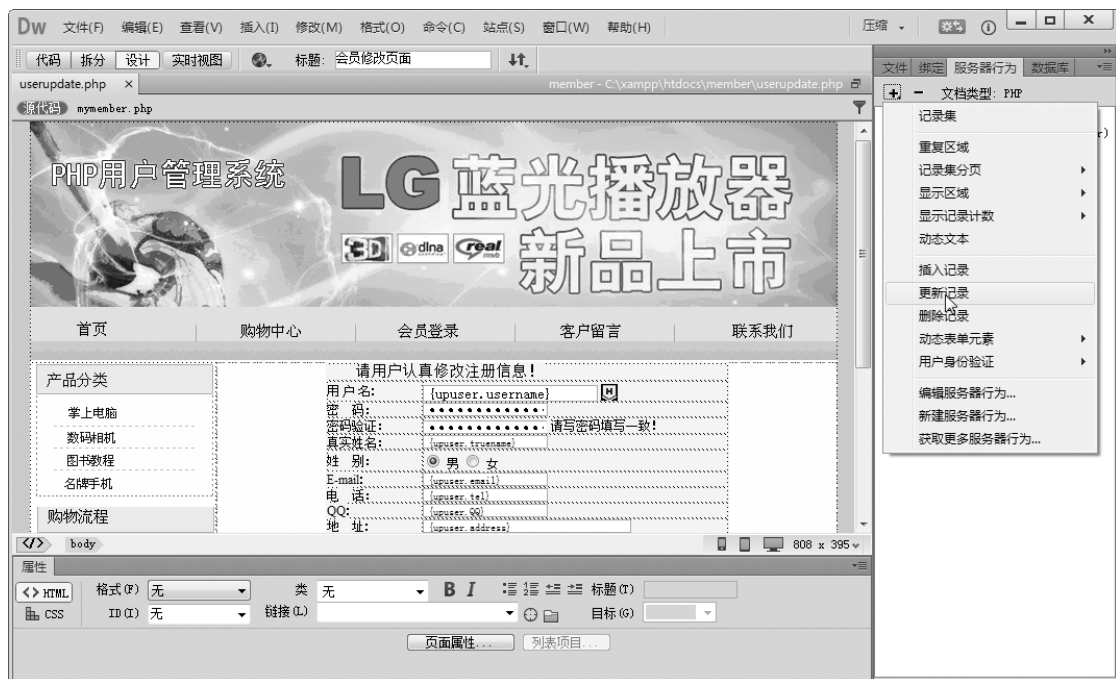 Dw 文件(F) 编辑(E) 查看(V) 插入(I) 修改(M) 格式(O) 命令(C) 站点(S) 窗口(W) 帮助(H) 压缩
代码 拆分 设计 实时视图 标题: 会员修改页面
userupdate.php × member - C:\xampp\htdocs\member\userupdate.php
源代码 mymember.php
PHP用户管理系统
LG 蓝光播放器
3D dlna real
新品上市
首页 购物中心 会员登录 客户留言 联系我们
产品分类
掌上电脑
数码相机
图书教程
名牌手机
购物流程
请用户认真修改注册信息!
用户名: {upuser.username}
密 码:
密码验证: 请写密码填写一致!
真实姓名: {upuser.truename}
姓 别: 男 女
E-mail: {upuser.email}
电 话: {upuser.tel}
QQ: {upuser.QQ}
地 址: {upuser.address}
body 808 x 395
属性
<> HTML 格式(F) 无 类 无 B I 标题(T)
CSS ID(I) 无 链接(L) 目标(G)
页面属性... 列表项目...
文件 绑定 服务器行为 数据库
+ - 文档类型: PHP
记录集
重复区域
记录集分页
显示区域
显示记录计数
动态文本
插入记录
更新记录
删除记录
动态表单元素
用户身份验证
编辑服务器行为...
新建服务器行为...
获取更多服务器行为...